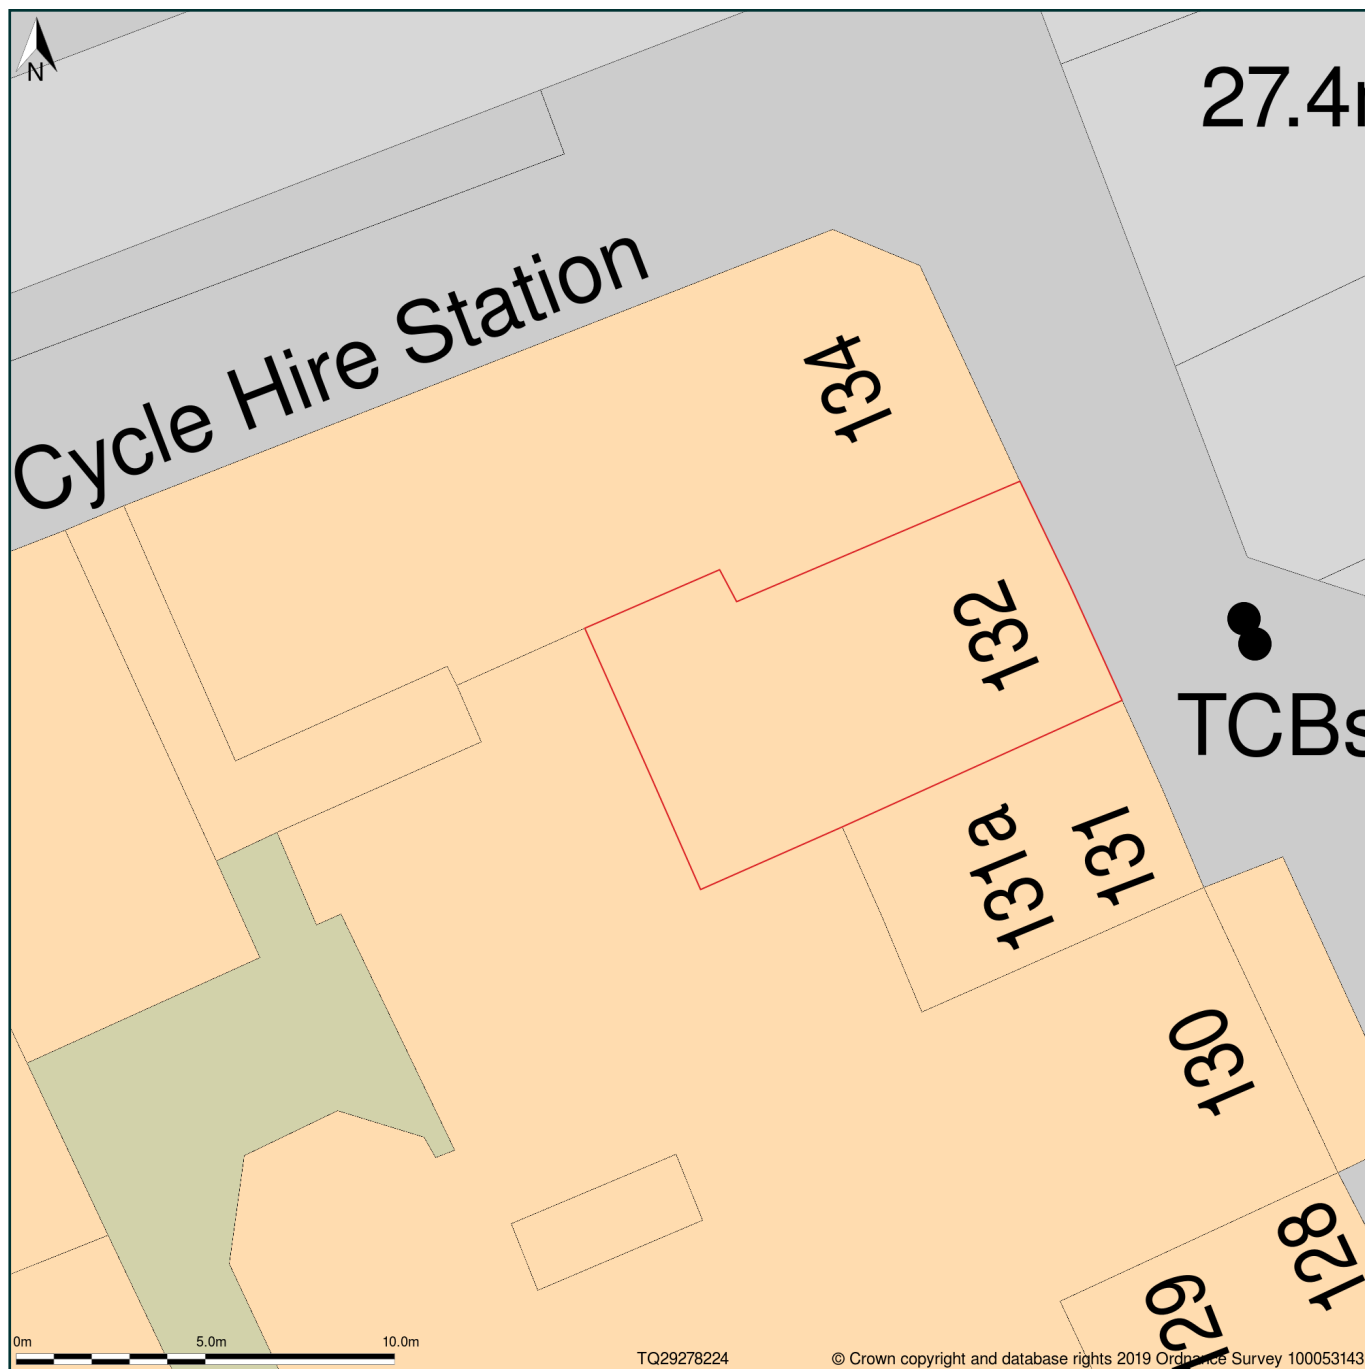 N
27.4
Cycle Hire Station
134
132
TCBs
131a
131
130
128
129
0m
5.0m
10.0m
TQ29278224
© Crown copyright and database rights 2019 Ordnance Survey 100053143